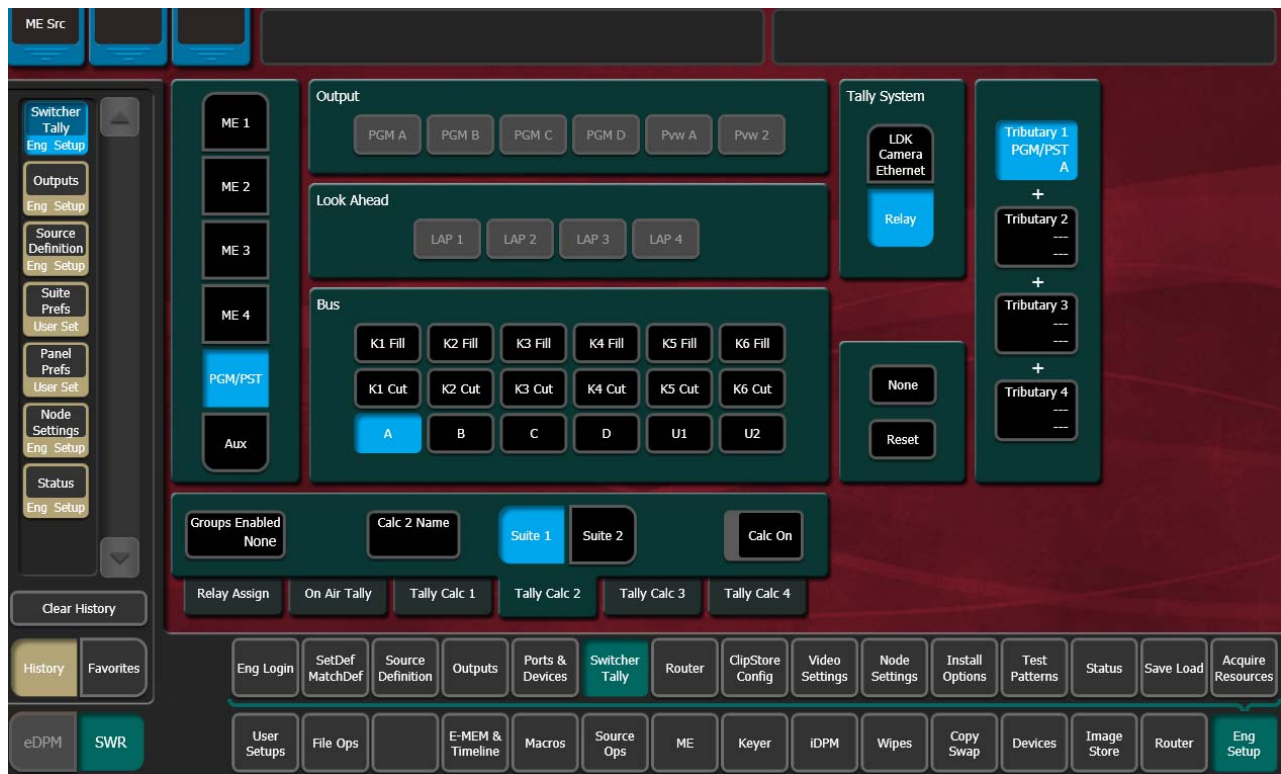 ME Src
Switcher
Tally
Eng Setup
Outputs
Eng Setup
Source
Definition
Eng Setup
Suite
Prefs
User Set
Panel
Prefs
User Set
Node
Settings
Eng Setup
Status
Eng Setup
Clear History
History
Favorites
eDPM
SWR
ME 1
ME 2
ME 3
ME 4
PGM/PST
Aux
Output
PGM A
PGM B
PGM C
PGM D
Pvw A
Pvw 2
Look Ahead
LAP 1
LAP 2
LAP 3
LAP 4
Bus
K1 Fill
K2 Fill
K3 Fill
K4 Fill
K5 Fill
K6 Fill
K1 Cut
K2 Cut
K3 Cut
K4 Cut
K5 Cut
K6 Cut
A
B
C
D
U1
U2
Tally System
LDK
Camera
Ethernet
Relay
None
Reset
Tributary 1
PGM/PST
A
+
Tributary 2
---
---
+
Tributary 3
---
---
+
Tributary 4
---
---
Groups Enabled
None
Calc 2 Name
Suite 1
Suite 2
Calc On
Relay Assign
On Air Tally
Tally Calc 1
Tally Calc 2
Tally Calc 3
Tally Calc 4
Eng Login
SetDef
MatchDef
Source
Definition
Outputs
Ports &
Devices
Switcher
Tally
Router
ClipStore
Config
Video
Settings
Node
Settings
Install
Options
Test
Patterns
Status
Save Load
Acquire
Resources
User
Setups
File Ops
E-MEM &
Timeline
Macros
Source
Ops
ME
Keyer
iDPM
Wipes
Copy
Swap
Devices
Image
Store
Router
Eng
Setup